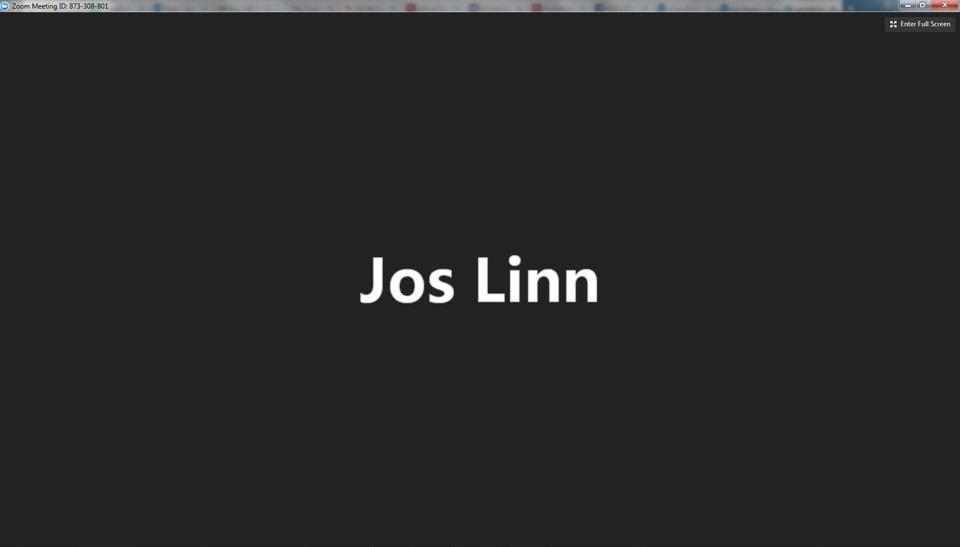 Zoom Meeting ID: 873-308-801
Enter Full Screen
Jos Linn